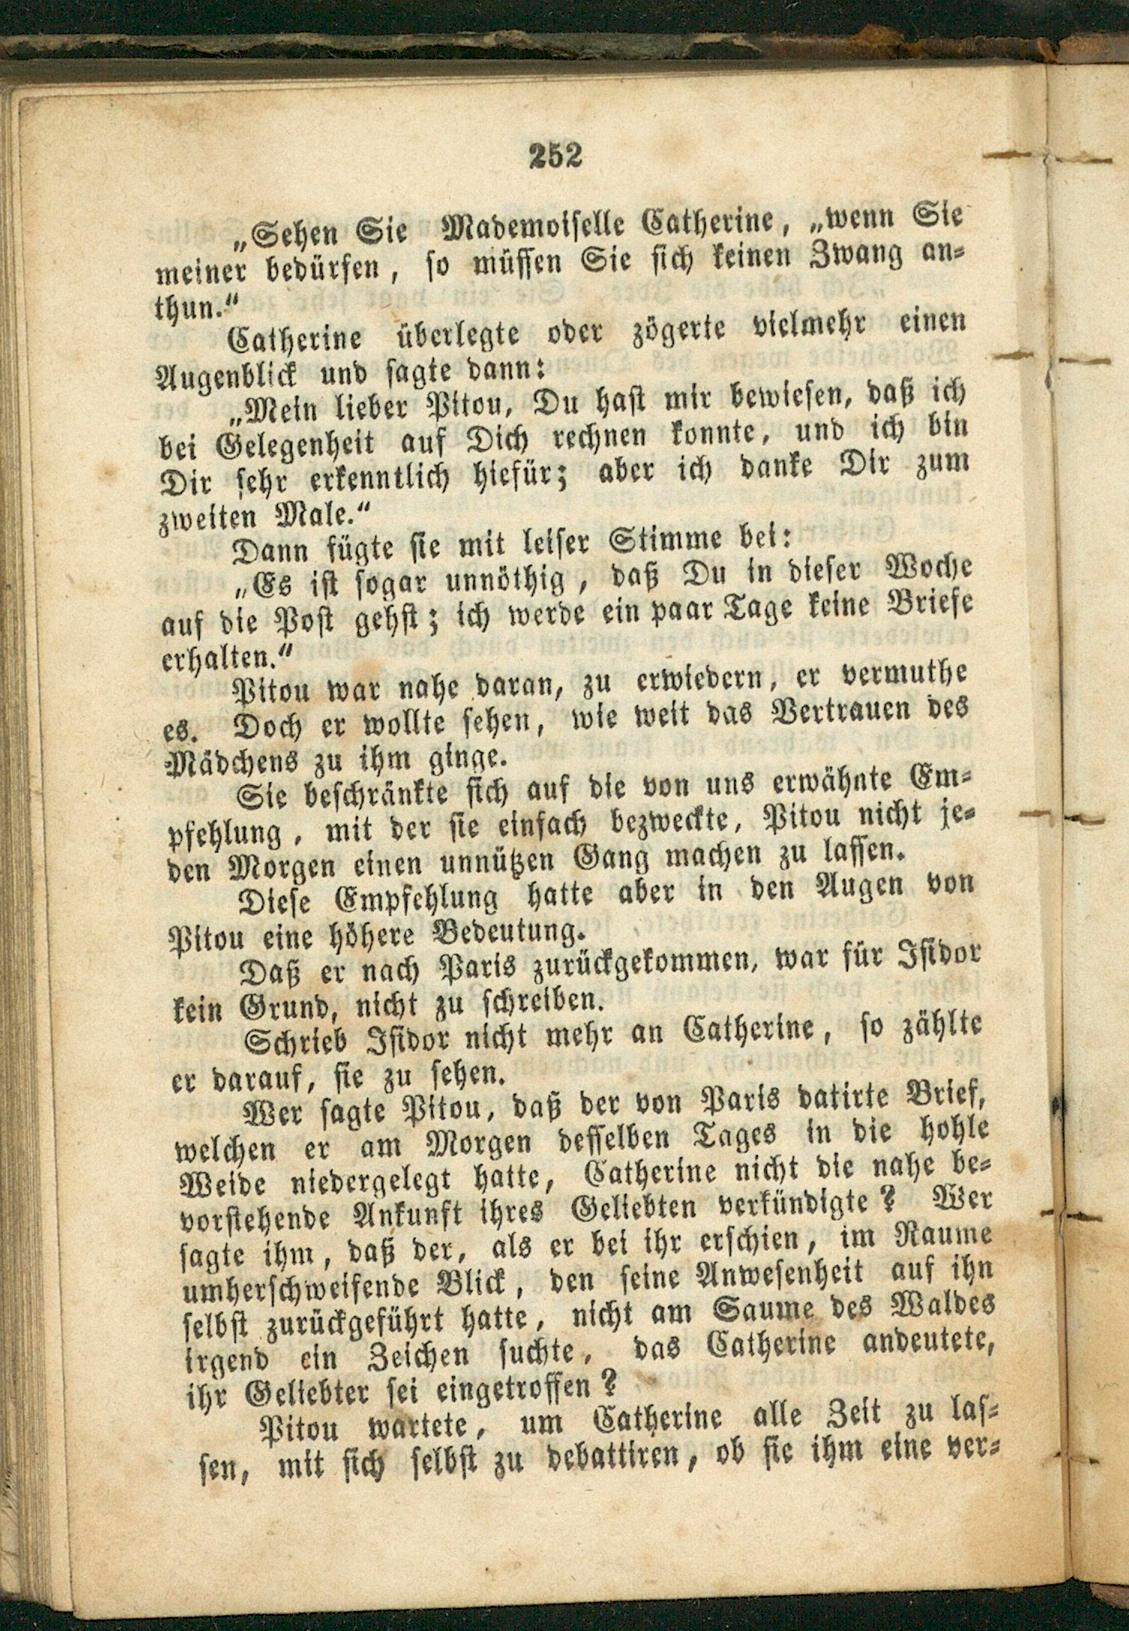 252
„Sehen Sie Mademoiselle Catherine, „wenn Sie
meiner bedürfen, so müssen Sie sich keinen Zwang an-
thun.“
Catherine überlegte oder zögerte vielmehr einen
Augenblick und sagte dann:
„Mein lieber Pitou, Du hast mir bewiesen, daß ich
bei Gelegenheit auf Dich rechnen konnte, und ich bin
Dir sehr erkenntlich hiefür; aber ich danke Dir zum
zweiten Male.“
Dann fügte sie mit leiser Stimme bei:
„Es ist sogar unnöthig, daß Du in dieser Woche
auf die Post gehst; ich werde ein paar Tage keine Briefe
erhalten.“
Pitou war nahe daran, zu erwiedern, er vermuthe
es. Doch er wollte sehen, wie weit das Vertrauen des
Mädchens zu ihm ginge.
Sie beschränkte sich auf die von uns erwähnte Em-
pfehlung, mit der sie einfach bezweckte, Pitou nicht je-
den Morgen einen unnützen Gang machen zu lassen.
Diese Empfehlung hatte aber in den Augen von
Pitou eine höhere Bedeutung.
Daß er nach Paris zurückgekommen, war für Isidor
kein Grund, nicht zu schreiben.
Schrieb Isidor nicht mehr an Catherine, so zählte
er darauf, sie zu sehen.
Wer sagte Pitou, daß der von Paris datirte Brief,
welchen er am Morgen desselben Tages in die hohle
Weide niedergelegt hatte, Catherine nicht die nahe be-
vorstehende Ankunft ihres Geliebten verkündigte? Wer
sagte ihm, daß der, als er bei ihr erschien, im Raume
umherschweifende Blick, den seine Anwesenheit auf ihn
selbst zurückgeführt hatte, nicht am Saume des Waldes
irgend ein Zeichen suchte, das Catherine andeutete,
ihr Geliebter sei eingetroffen?
Pitou wartete, um Catherine alle Zeit zu las-
sen, mit sich selbst zu debattiren, ob sie ihm eine ver-